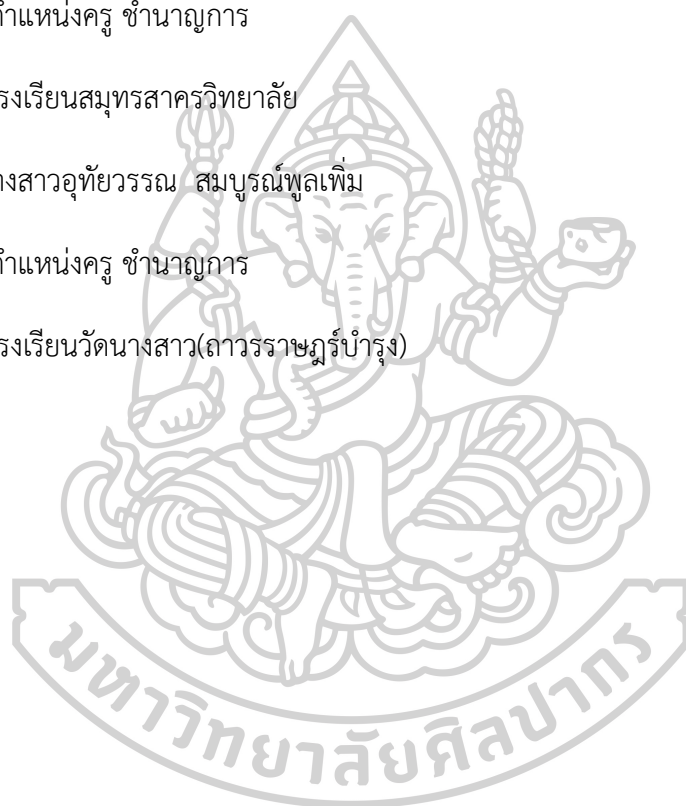 ตำแหน่งครู ชำนาญการ
โรงเรียนสมุทรสาครวิทยาลัย
นางสาวอุทัยวรรณ สมบูรณ์พูลเพิ่ม
ตำแหน่งครู ชำนาญการ
โรงเรียนวัดนางสาว(ถาวรราษฎร์บำรุง)
มหาวิทยาลัยศิลปากร